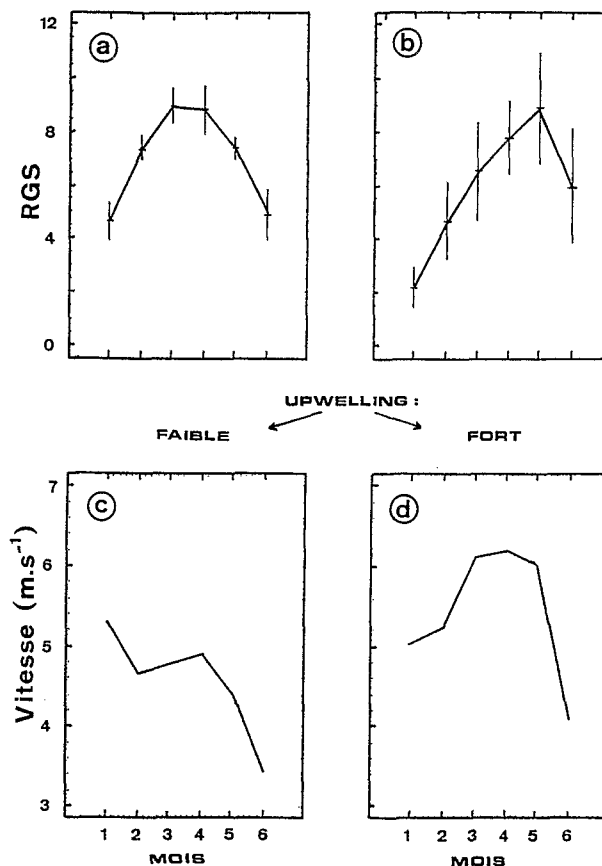 12
8
4
0
RGS
a
b
UPWELLING :
FAIBLE
FORT
7
6
5
4
3
Vitesse (m.s⁻¹)
c
d
1 2 3 4 5 6
1 2 3 4 5 6
MOIS
MOIS